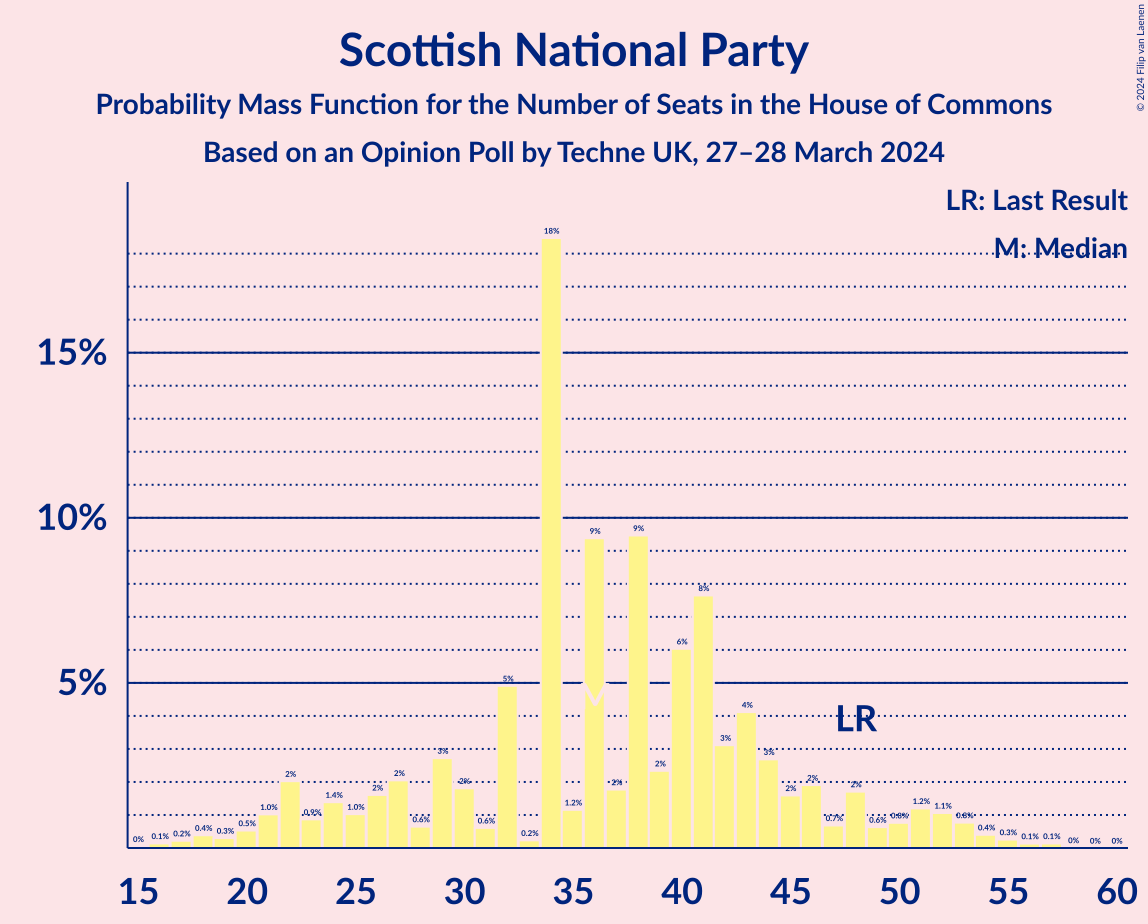 Scottish National Party
Probability Mass Function for the Number of Seats in the House of Commons
Based on an Opinion Poll by Techne UK, 27–28 March 2024
© 2024 Filip van Laenen
LR: Last Result
M: Median
15%
10%
5%
0% 0.1% 0.2% 0.4% 0.3% 0.5% 1.0% 2% 0.9% 1.4% 1.0% 2% 2% 0.6% 3% 2% 0.6% 5% 0.2% 18% 1.2% 9% 2% 9% 2% 6% 8% 3% 4% 3% 2% 2% 0.7% 2% 0.6% 0.8% 1.2% 1.1% 0.8% 0.4% 0.3% 0.1% 0.1% 0% 0% 0%
LR
15 20 25 30 35 40 45 50 55 60